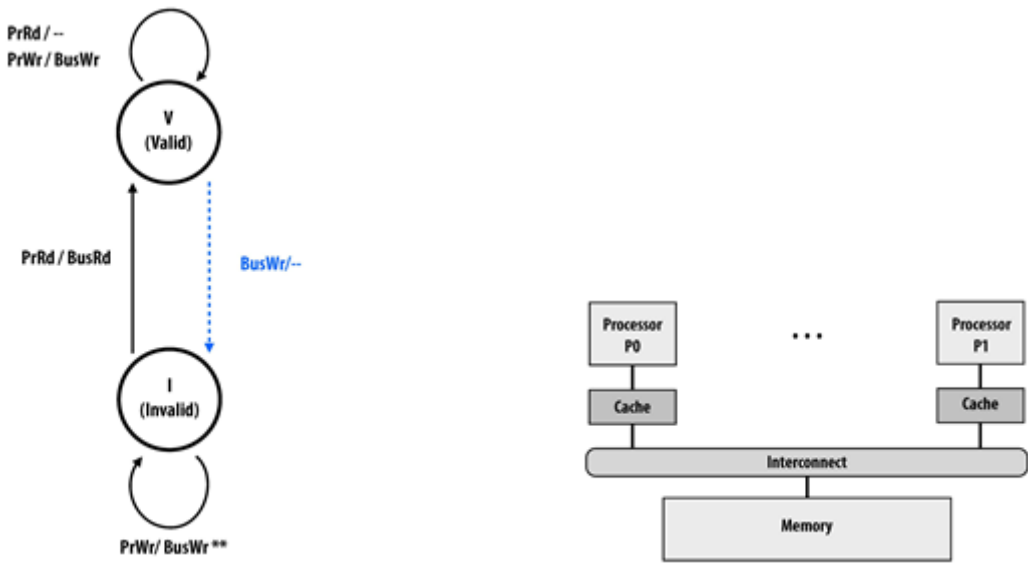 PrRd / --
PrWr / BusWr
V
(Valid)
PrRd / BusRd
BusWr/--
I
(Invalid)
PrWr/ BusWr **
Processor
P0
...
Processor
P1
Cache
Cache
Interconnect
Memory